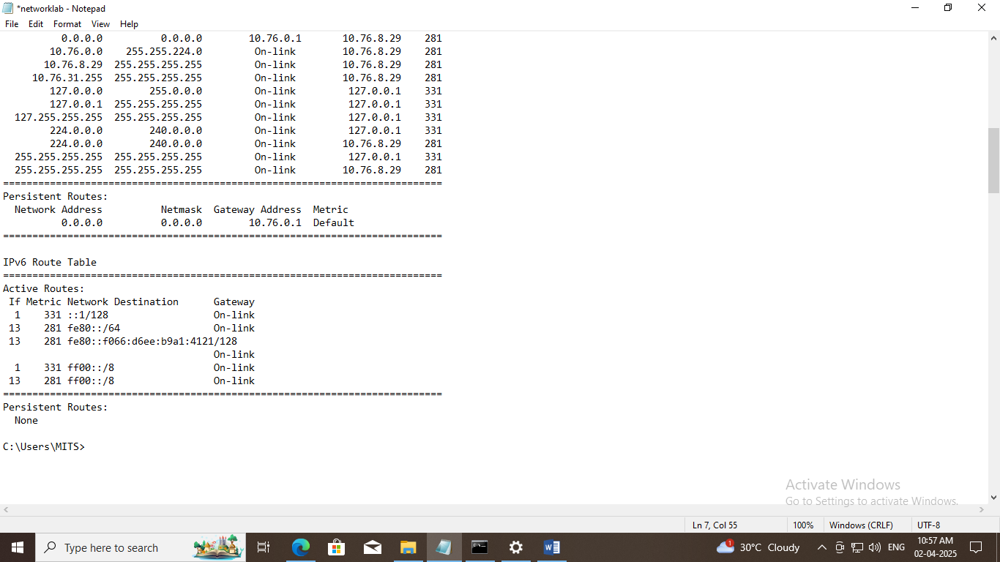 *networklab - Notepad
File Edit Format View Help
0.0.0.0 0.0.0.0 10.76.0.1 10.76.8.29 281
10.76.0.0 255.255.224.0 On-link 10.76.8.29 281
10.76.8.29 255.255.255.255 On-link 10.76.8.29 281
10.76.31.255 255.255.255.255 On-link 10.76.8.29 281
127.0.0.0 255.0.0.0 On-link 127.0.0.1 331
127.0.0.1 255.255.255.255 On-link 127.0.0.1 331
127.255.255.255 255.255.255.255 On-link 127.0.0.1 331
224.0.0.0 240.0.0.0 On-link 127.0.0.1 331
224.0.0.0 240.0.0.0 On-link 10.76.8.29 281
255.255.255.255 255.255.255.255 On-link 127.0.0.1 331
255.255.255.255 255.255.255.255 On-link 10.76.8.29 281
===========================================================================
Persistent Routes:
Network Address Netmask Gateway Address Metric
0.0.0.0 0.0.0.0 10.76.0.1 Default
===========================================================================
IPv6 Route Table
===========================================================================
Active Routes:
If Metric Network Destination Gateway
1 331 ::1/128 On-link
13 281 fe80::/64 On-link
13 281 fe80::f066:d6ee:b9a1:4121/128
On-link
1 331 ff00::/8 On-link
13 281 ff00::/8 On-link
===========================================================================
Persistent Routes:
None
C:\Users\MITS>
Activate Windows
Go to Settings to activate Windows.
Ln 7, Col 55 100% Windows (CRLF) UTF-8
Type here to search 1 30°C Cloudy ENG 10:57 AM
02-04-2025